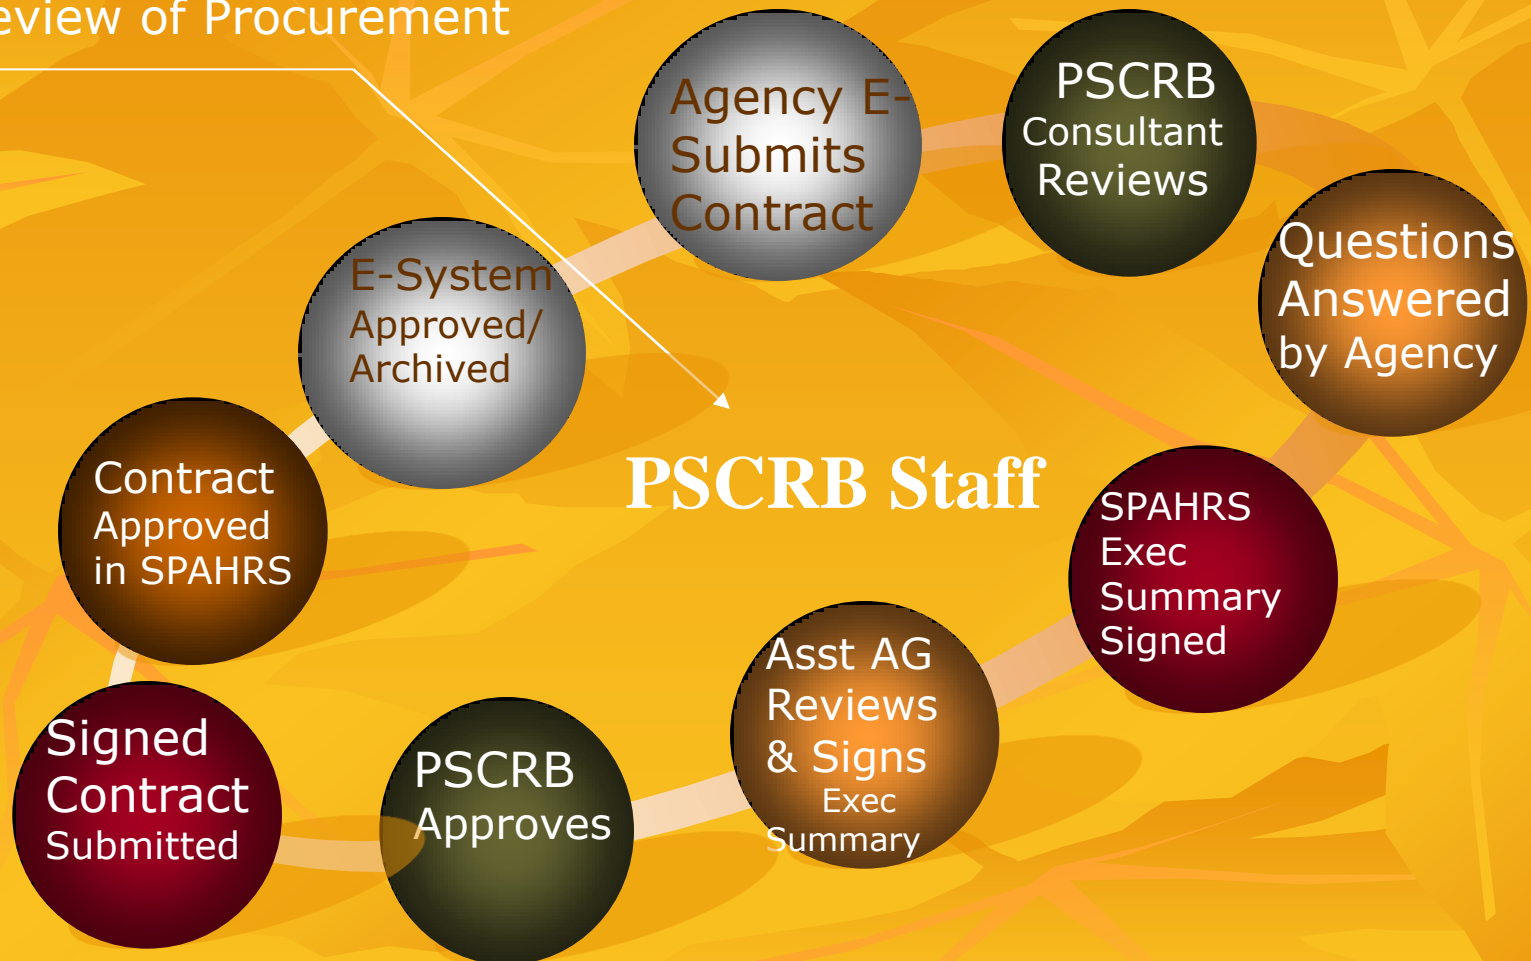 of Procurement
Agency E-
Submits
Contract
PSCRB
Consultant
Reviews
Questions
Answered
by Agency
SPAHRS
Exec
Summary
Signed
Asst AG
Reviews
& Signs
Exec
Summary
PSCRB
Approves
Signed
Contract
Submitted
Contract
Approved
in SPAHRS
E-System
Approved/
Archived
PSCRB Staff